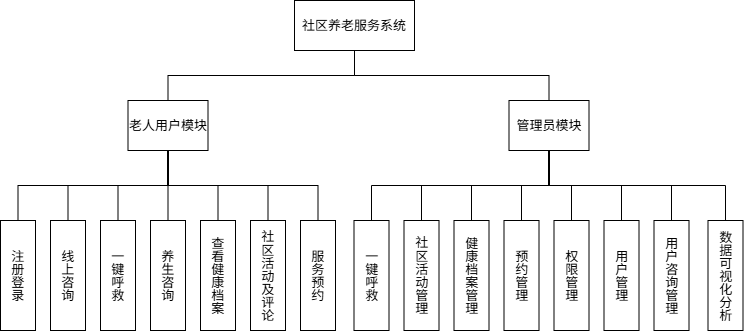 社区养老服务系统
老人用户模块
管理员模块
注册登录
线上咨询
一键呼救
养生咨询
查看健康档案
社区活动及评论
服务预约
一键呼救
社区活动管理
健康档案管理
预约管理
权限管理
用户管理
用户咨询管理
数据可视化分析